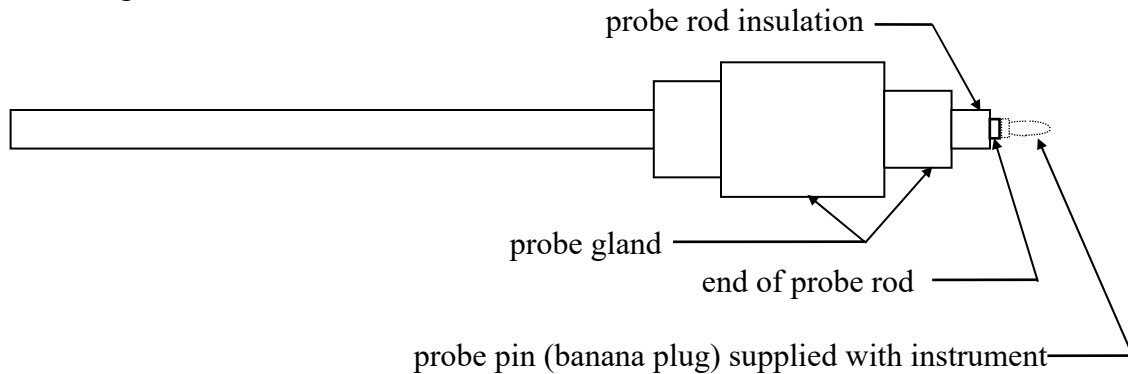 probe rod insulation
probe gland
end of probe rod
probe pin (banana plug) supplied with instrument